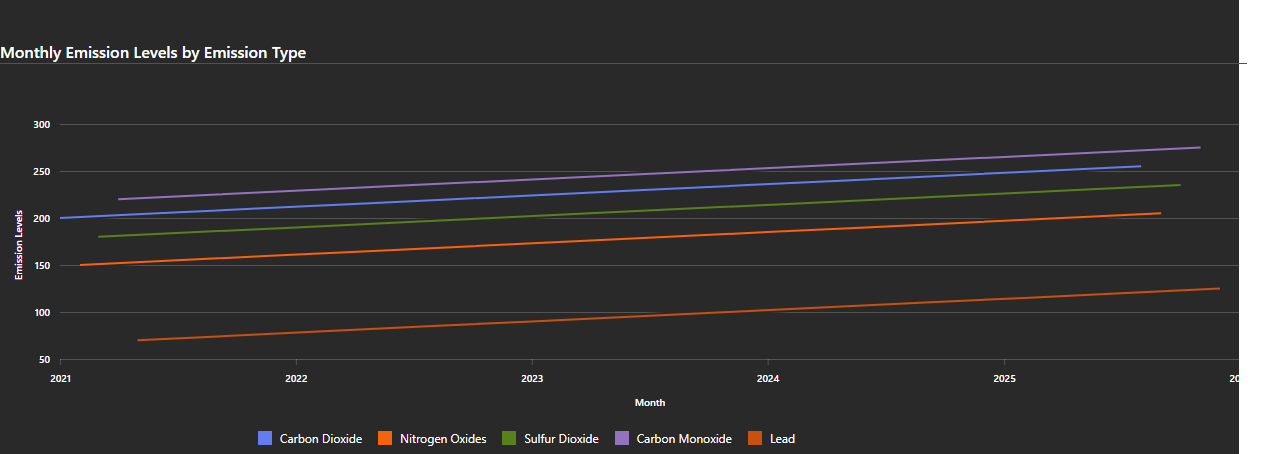 Monthly Emission Levels by Emission Type
300
250
200
150
100
50
Emission Levels
2021 2022 2023 2024 2025 20
Month
Carbon Dioxide Nitrogen Oxides Sulfur Dioxide Carbon Monoxide Lead